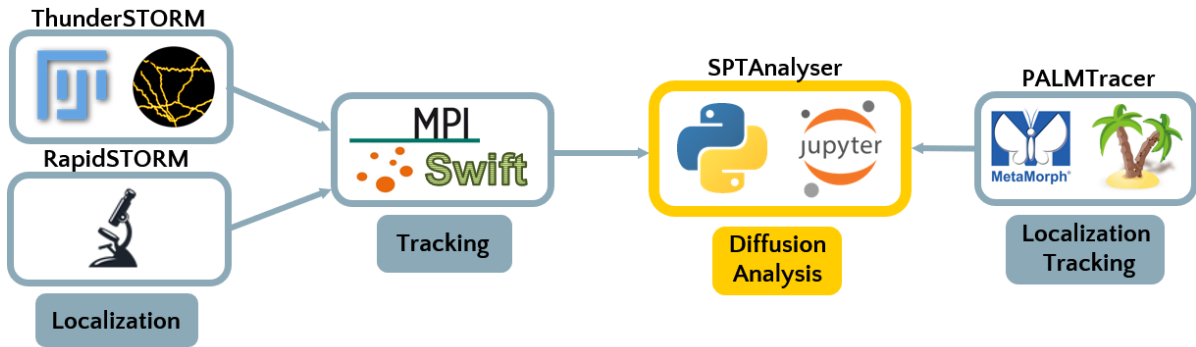 ThunderSTORM
RapidSTORM
Localization
MPI
Swift
Tracking
SPTAnalyser
jupyter
Diffusion
Analysis
PALMTracer
MetaMorph®
Localization
Tracking